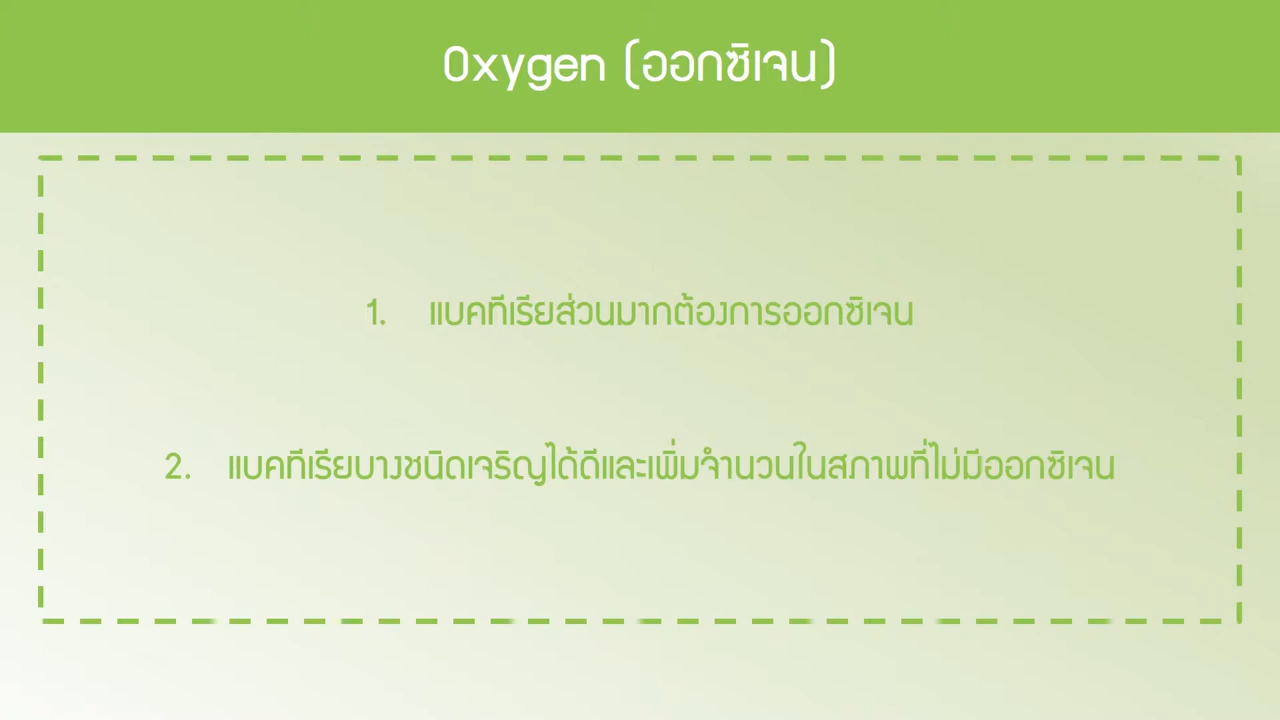 Oxygen (ออกซิเจน)
1. แบคทีเรียส่วนมากต้องการออกซิเจน
2. แบคทีเรียบางชนิดเจริญได้ดีและเพิ่มจำนวนในสภาพที่ไม่มีออกซิเจน